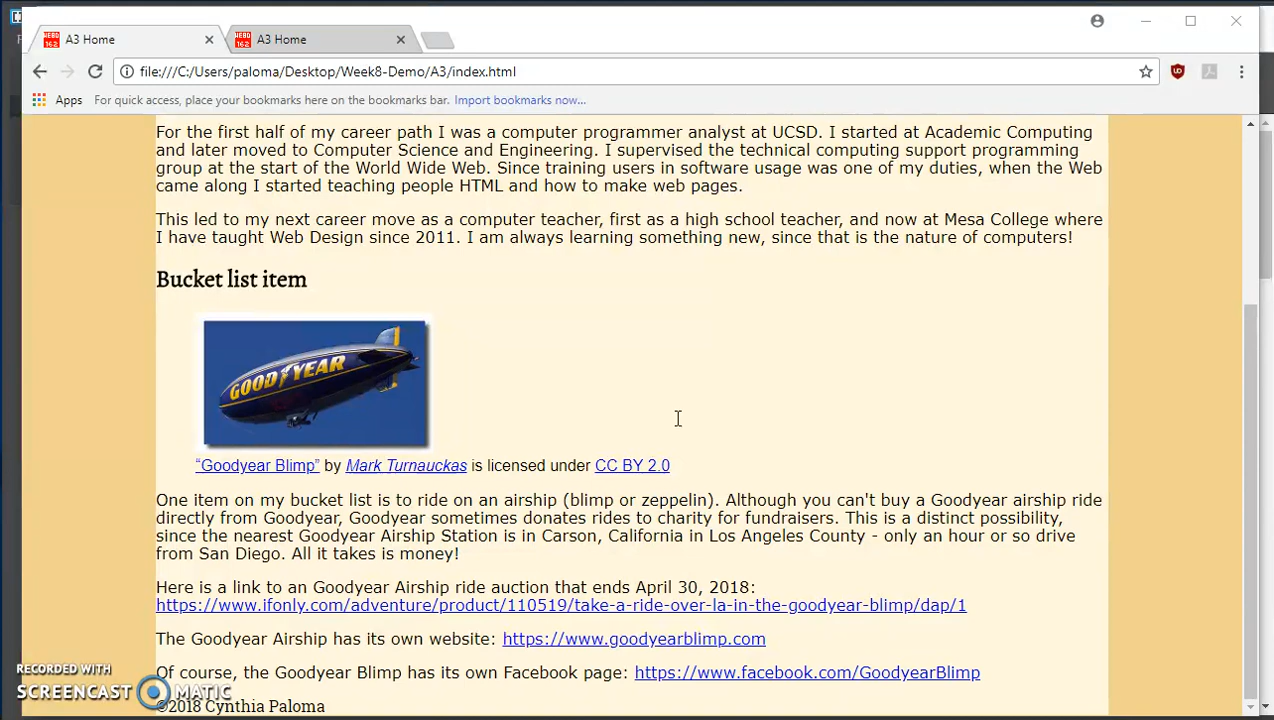 A3 Home
A3 Home
file:///C:/Users/paloma/Desktop/Week8-Demo/A3/index.html
Apps For quick access, place your bookmarks here on the bookmarks bar. Import bookmarks now...
For the first half of my career path I was a computer programmer analyst at UCSD. I started at Academic Computing
and later moved to Computer Science and Engineering. I supervised the technical computing support programming
group at the start of the World Wide Web. Since training users in software usage was one of my duties, when the Web
came along I started teaching people HTML and how to make web pages.
This led to my next career move as a computer teacher, first as a high school teacher, and now at Mesa College where
I have taught Web Design since 2011. I am always learning something new, since that is the nature of computers!
Bucket list item
GOODYEAR
“Goodyear Blimp” by Mark Turnauckas is licensed under CC BY 2.0
One item on my bucket list is to ride on an airship (blimp or zeppelin). Although you can't buy a Goodyear airship ride
directly from Goodyear, Goodyear sometimes donates rides to charity for fundraisers. This is a distinct possibility,
since the nearest Goodyear Airship Station is in Carson, California in Los Angeles County - only an hour or so drive
from San Diego. All it takes is money!
Here is a link to an Goodyear Airship ride auction that ends April 30, 2018:
https://www.ifonly.com/adventure/product/110519/take-a-ride-over-la-in-the-goodyear-blimp/dap/1
The Goodyear Airship has its own website: https://www.goodyearblimp.com
Of course, the Goodyear Blimp has its own Facebook page: https://www.facebook.com/GoodyearBlimp
©2018 Cynthia Paloma
RECORDED WITH
SCREENCAST MATIC